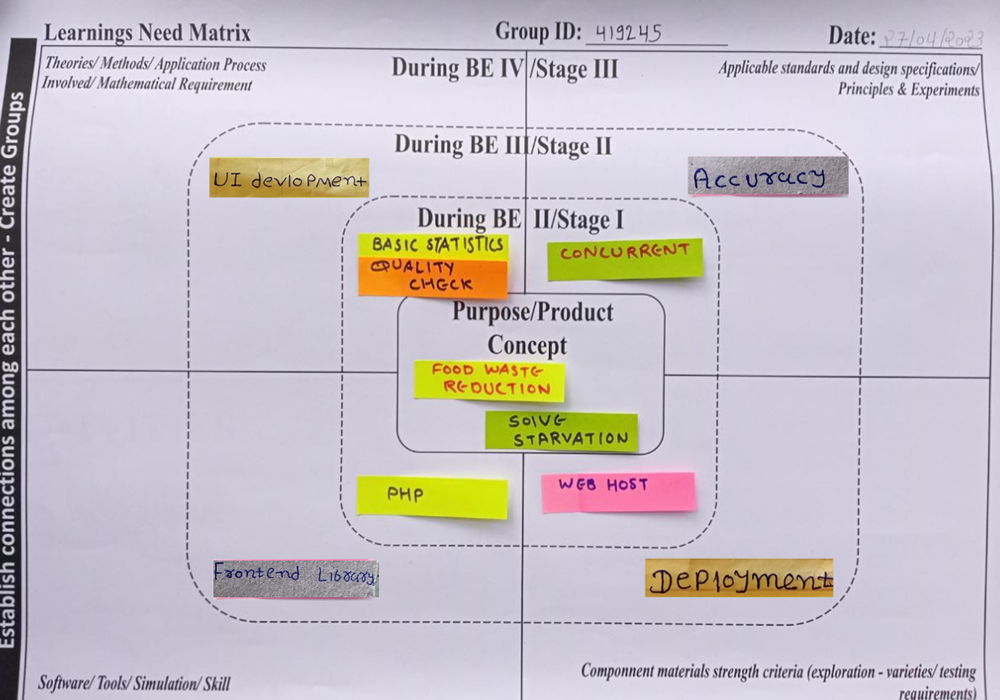 Learnings Need Matrix
Group ID: 419245
Date: 27/04/2023
Theories/ Methods/ Application Process
Involved/ Mathematical Requirement
During BE IV/Stage III
Applicable standards and design specifications/
Principles & Experiments
During BE III/Stage II
UI devlopment
Accuracy
During BE II/Stage I
BASIC STATISTICS
QUALITY
CHECK
CONCURRENT
Purpose/Product
Concept
FOOD WASTE
REDUCTION
SOlVE
STARVATION
PHP
WEB HOST
Frontend Library
Deployment
Software/ Tools/ Simulation/ Skill
Componnent materials strength criteria (exploration - varieties/ testing
requirements)
Establish connections among each other - Create Groups